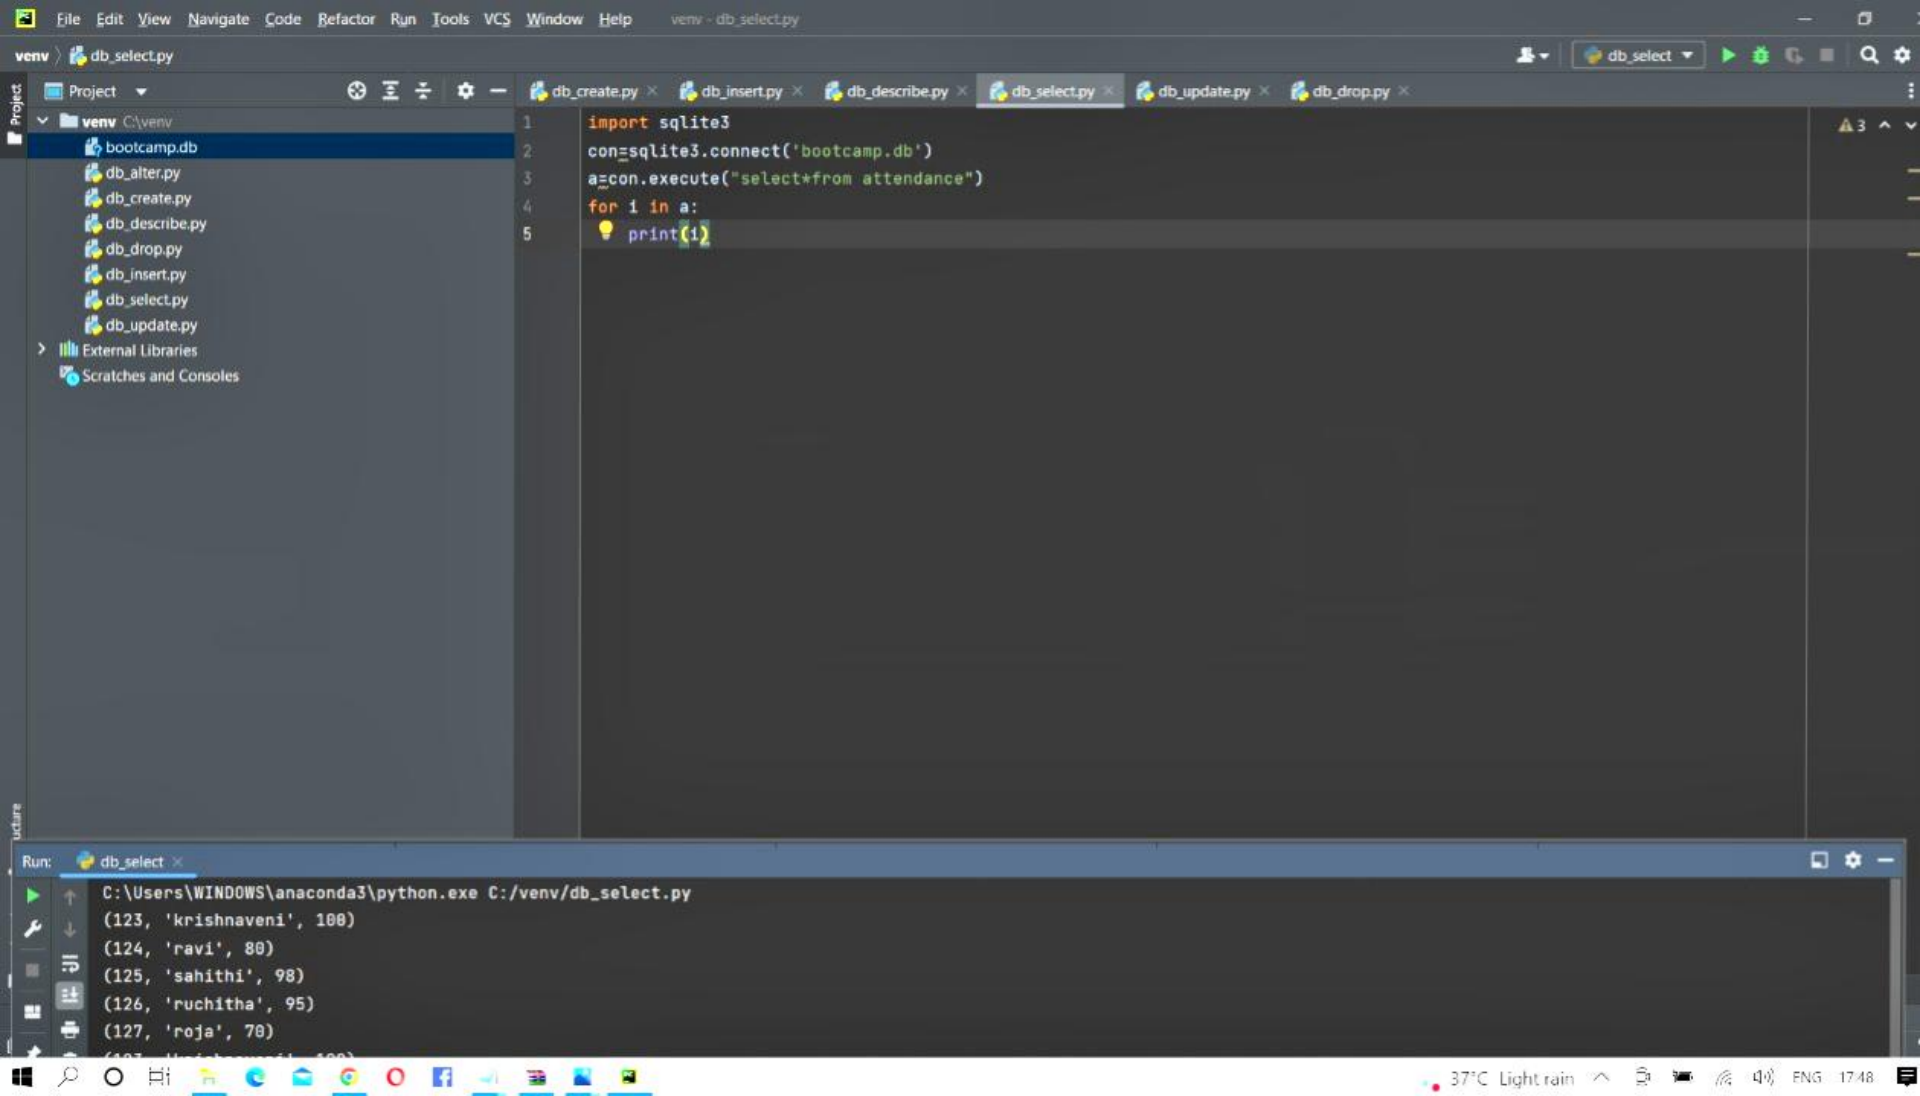 File Edit View Navigate Code Refactor Run Tools VCS Window Help venv - db_select.py
venv db_select.py
db_select
Project
Project
db_create.py db_insert.py db_describe.py db_select.py db_update.py db_drop.py
venv C:\venv
bootcamp.db
db_alter.py
db_create.py
db_describe.py
db_drop.py
db_insert.py
db_select.py
db_update.py
External Libraries
Scratches and Consoles
1 import sqlite3
2 con=sqlite3.connect('bootcamp.db')
3 a=con.execute("select*from attendance")
4 for i in a:
5 print(i)
3
Run: db_select
C:\Users\WINDOWS\anaconda3\python.exe C:/venv/db_select.py
(123, 'krishnaveni', 100)
(124, 'ravi', 80)
(125, 'sahithi', 98)
(126, 'ruchitha', 95)
(127, 'roja', 70)
37°C Light rain ENG 17:48